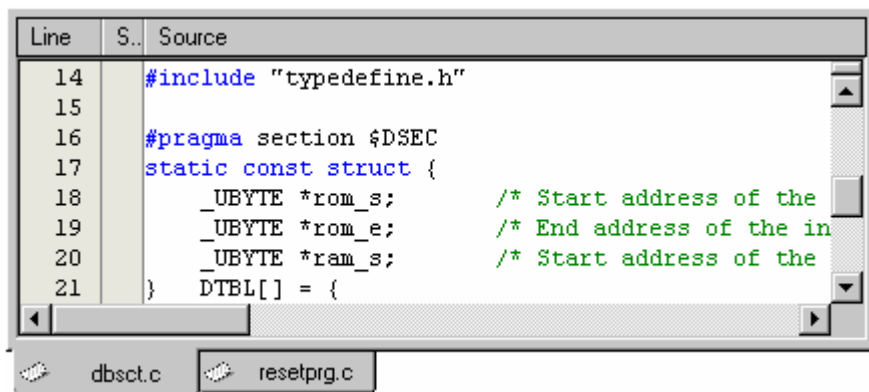 Line S.. Source
14 #include "typedefine.h"
15
16 #pragma section $DSEC
17 static const struct {
18 _UBYTE *rom_s; /* Start address of the
19 _UBYTE *rom_e; /* End address of the in
20 _UBYTE *ram_s; /* Start address of the
21 } DTBL[] = {
dbsct.c resetprg.c